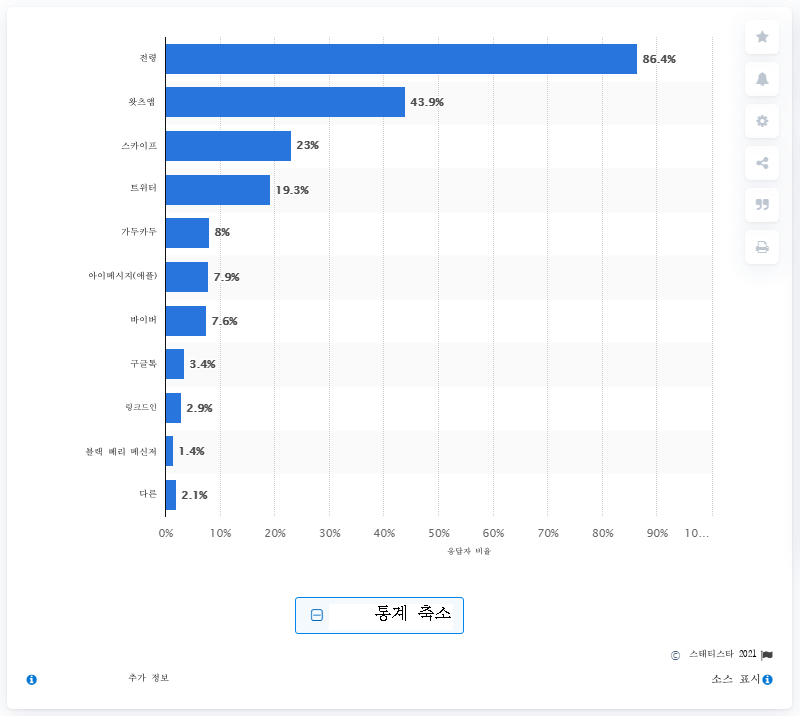 전령 86.4%
왓츠앱 43.9%
스카이프 23%
트위터 19.3%
가두카두 8%
아이메시지(애플) 7.9%
바이버 7.6%
구글톡 3.4%
링크드인 2.9%
블랙 베리 메신저 1.4%
다른 2.1%
0% 10% 20% 30% 40% 50% 60% 70% 80% 90% 10...
응답자 비율
통계 축소
© 스태티스타 2021
추가 정보 소스 표시